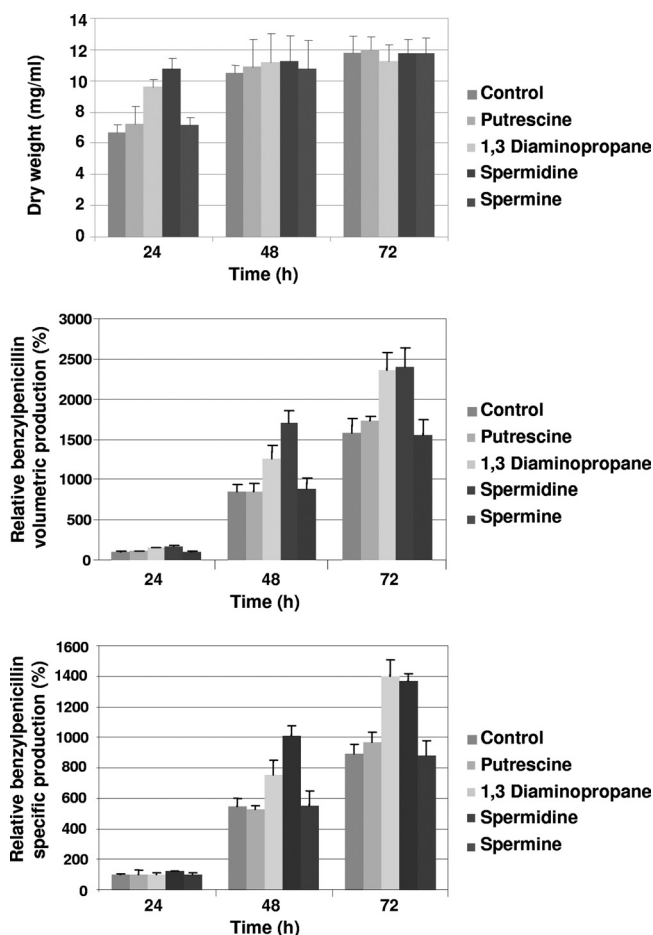 Dry weight (mg/ml)
14
12
10
8
6
4
2
0
24
48
72
Time (h)
Control
Putrescine
1,3 Diaminopropane
Spermidine
Spermine
Relative benzylpenicillin
volumetric production (%)
3000
2500
2000
1500
1000
500
0
24
48
72
Time (h)
Control
Putrescine
1,3 Diaminopropane
Spermidine
Spermine
Relative benzylpenicillin
specific production (%)
1600
1400
1200
1000
800
600
400
200
0
24
48
72
Time (h)
Control
Putrescine
1,3 Diaminopropane
Spermidine
Spermine